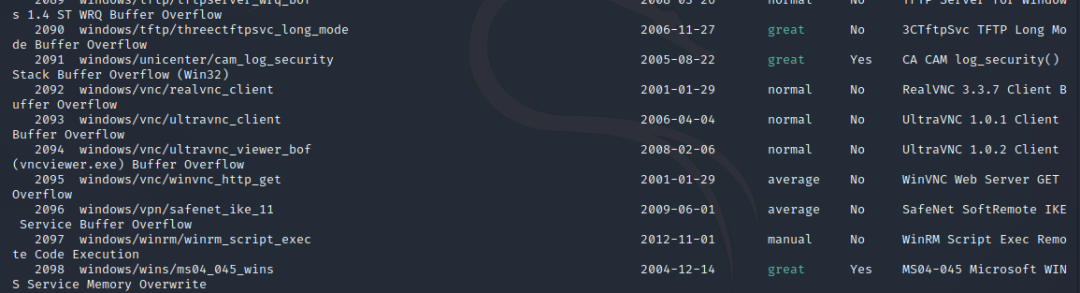 2089 windows/tftp/tftpserver_wrq_bof 2008-03-26 normal No TFTP Server for Window
s 1.4 ST WRQ Buffer Overflow
2090 windows/tftp/threectftpsvc_long_mode 2006-11-27 great No 3CTftpSvc TFTP Long Mo
de Buffer Overflow
2091 windows/unicenter/cam_log_security 2005-08-22 great Yes CA CAM log_security()
Stack Buffer Overflow (Win32)
2092 windows/vnc/realvnc_client 2001-01-29 normal No RealVNC 3.3.7 Client B
uffer Overflow
2093 windows/vnc/ultravnc_client 2006-04-04 normal No UltraVNC 1.0.1 Client
Buffer Overflow
2094 windows/vnc/ultravnc_viewer_bof 2008-02-06 normal No UltraVNC 1.0.2 Client
(vncviewer.exe) Buffer Overflow
2095 windows/vnc/winvnc_http_get 2001-01-29 average No WinVNC Web Server GET
Overflow
2096 windows/vpn/safenet_ike_11 2009-06-01 average No SafeNet SoftRemote IKE
Service Buffer Overflow
2097 windows/winrm/winrm_script_exec 2012-11-01 manual No WinRM Script Exec Remo
te Code Execution
2098 windows/wins/ms04_045_wins 2004-12-14 great Yes MS04-045 Microsoft WIN
S Service Memory Overwrite